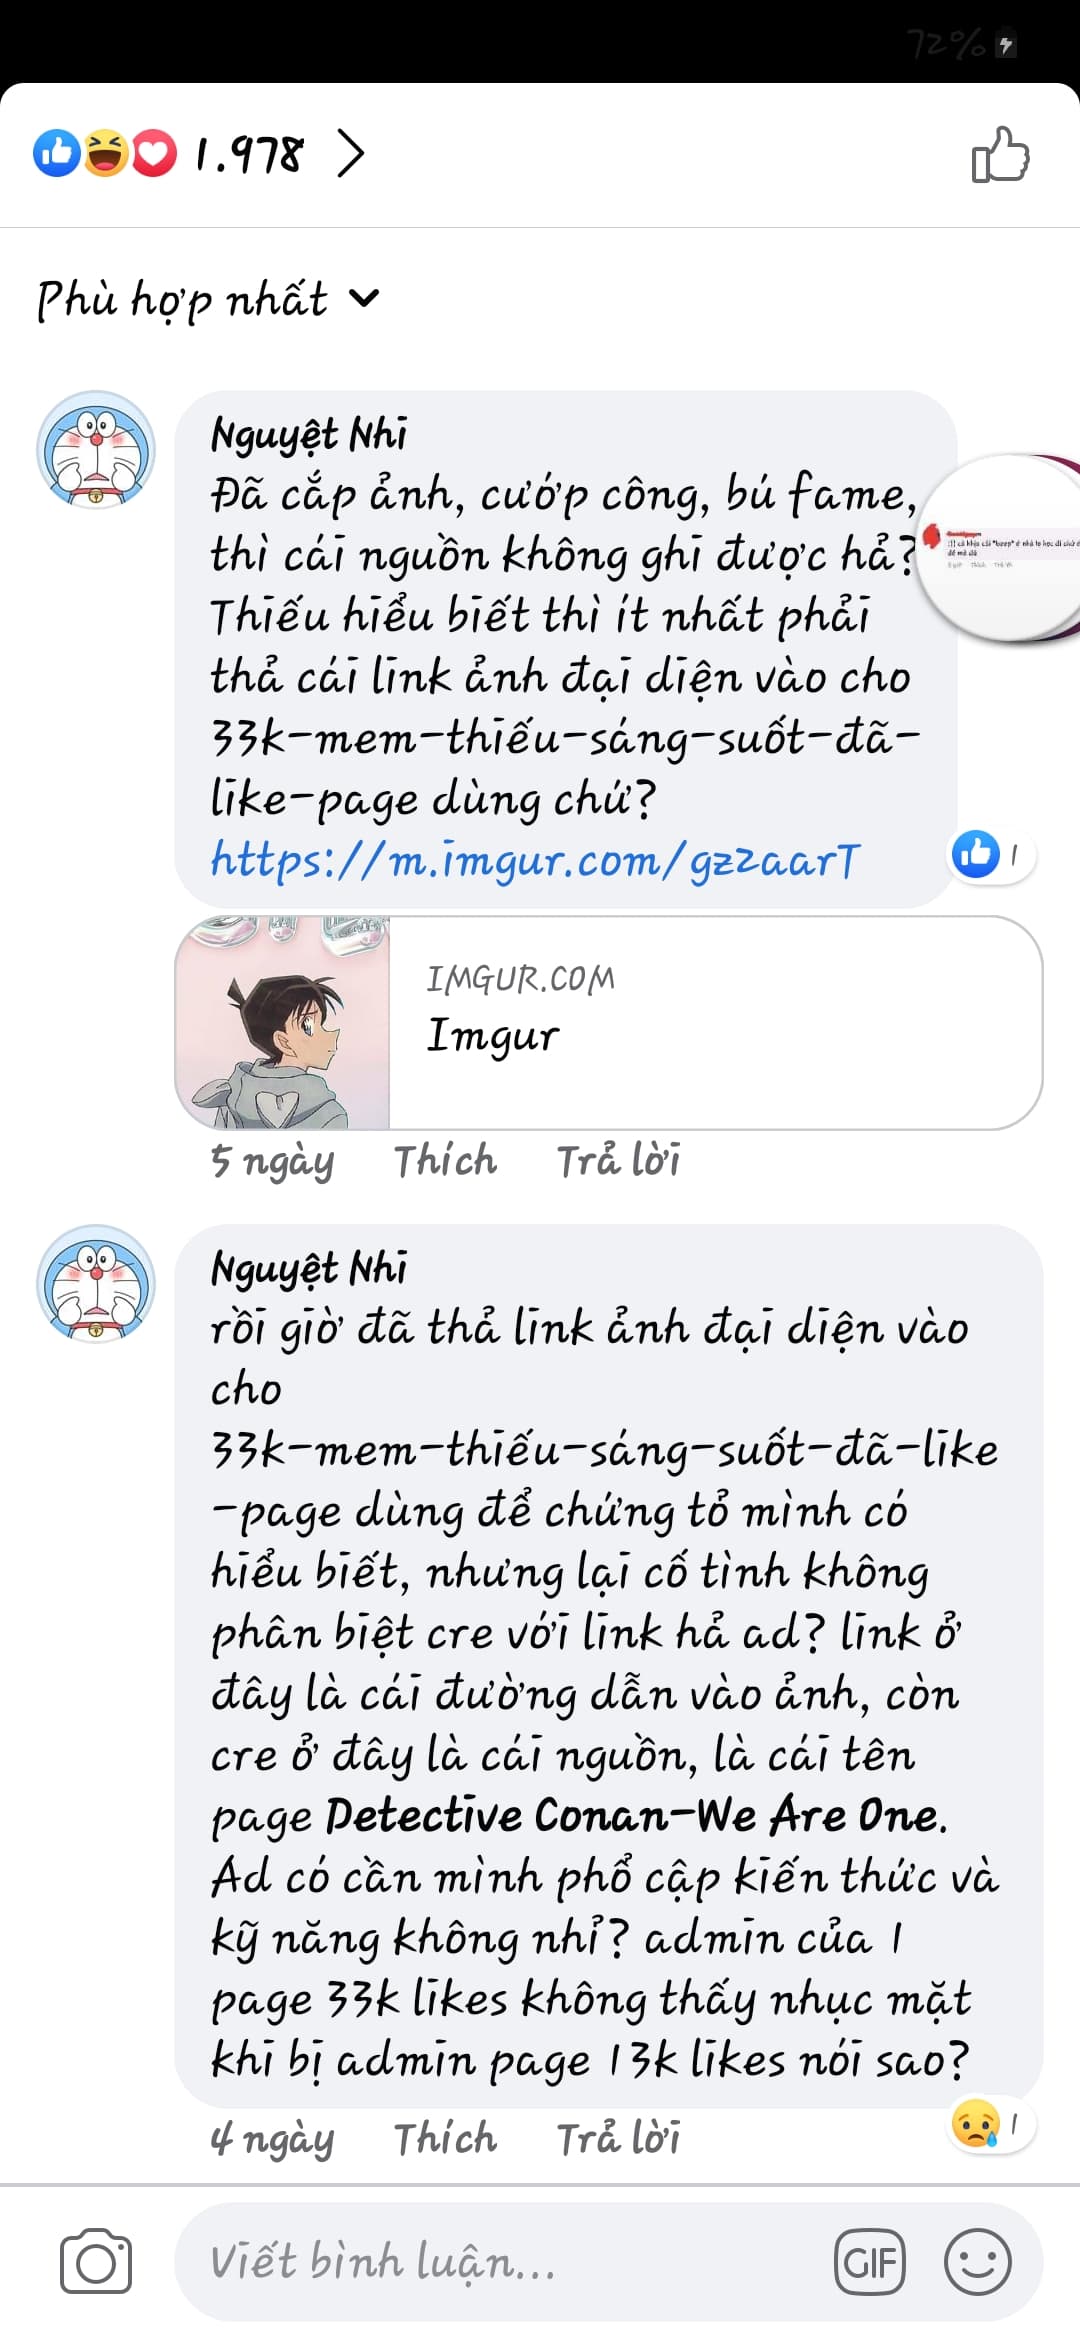 72%
1.978
Phù hợp nhất
Nguyệt Nhi
Đã cắp ảnh, cướp công, bú fame,
thì cái nguồn không ghi được hả?
Thiếu hiểu biết thì ít nhất phải
thả cái link ảnh đại diện vào cho
33k-mem-thiếu-sáng-suốt-đã-
like-page dùng chứ?
https://m.imgur.com/gz2aarT
1
IMGUR.COM
Imgur
5 ngày Thích Trả lời
Nguyệt Nhi
rồi giờ đã thả link ảnh đại diện vào
cho
33k-mem-thiếu-sáng-suốt-đã-like
-page dùng để chứng tỏ mình có
hiểu biết, nhưng lại cố tình không
phân biệt cre với link hả ad? link ở
đây là cái đường dẫn vào ảnh, còn
cre ở đây là cái nguồn, là cái tên
page Detective Conan-We Are One.
Ad có cần mình phổ cập kiến thức và
kỹ năng không nhỉ? admin của 1
page 33k likes không thấy nhục mặt
khi bị admin page 13k likes nói sao?
1
4 ngày Thích Trả lời
Viết bình luận...
GIF